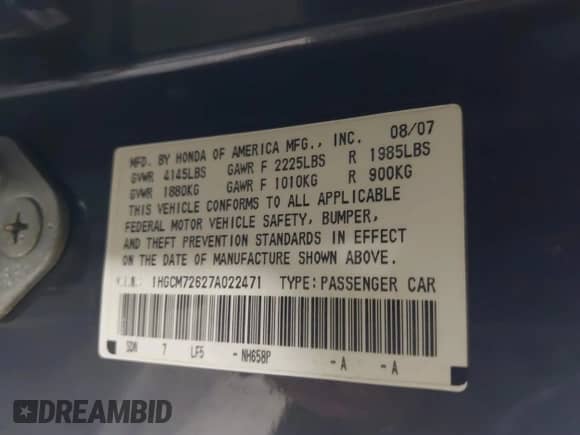 MFD. BY HONDA OF AMERICA MFG., INC. 08/07
GVWR 4145LBS GAWR F 2225LBS R 1985LBS
GVWR 1880KG GAWR F 1010KG R 900KG
THIS VEHICLE CONFORMS TO ALL APPLICABLE
FEDERAL MOTOR VEHICLE SAFETY, BUMPER,
AND THEFT PREVENTION STANDARDS IN EFFECT
ON THE DATE OF MANUFACTURE SHOWN ABOVE.
V.I.N. 1HGCM72627A022471 TYPE: PASSENGER CAR
SDN 7 LF5 - NH658P -A -A
DREAMBID